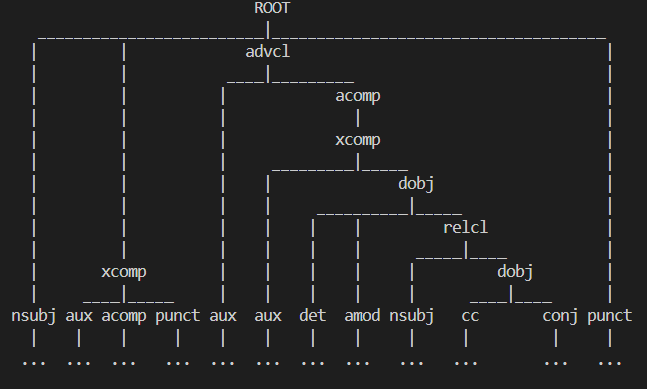 ROOT
advcl
acomp
xcomp
dobj
relcl
xcomp dobj
nsubj aux acomp punct aux aux det amod nsubj cc conj punct
... ... ... ... ... ... ... ... ... ... ... ...